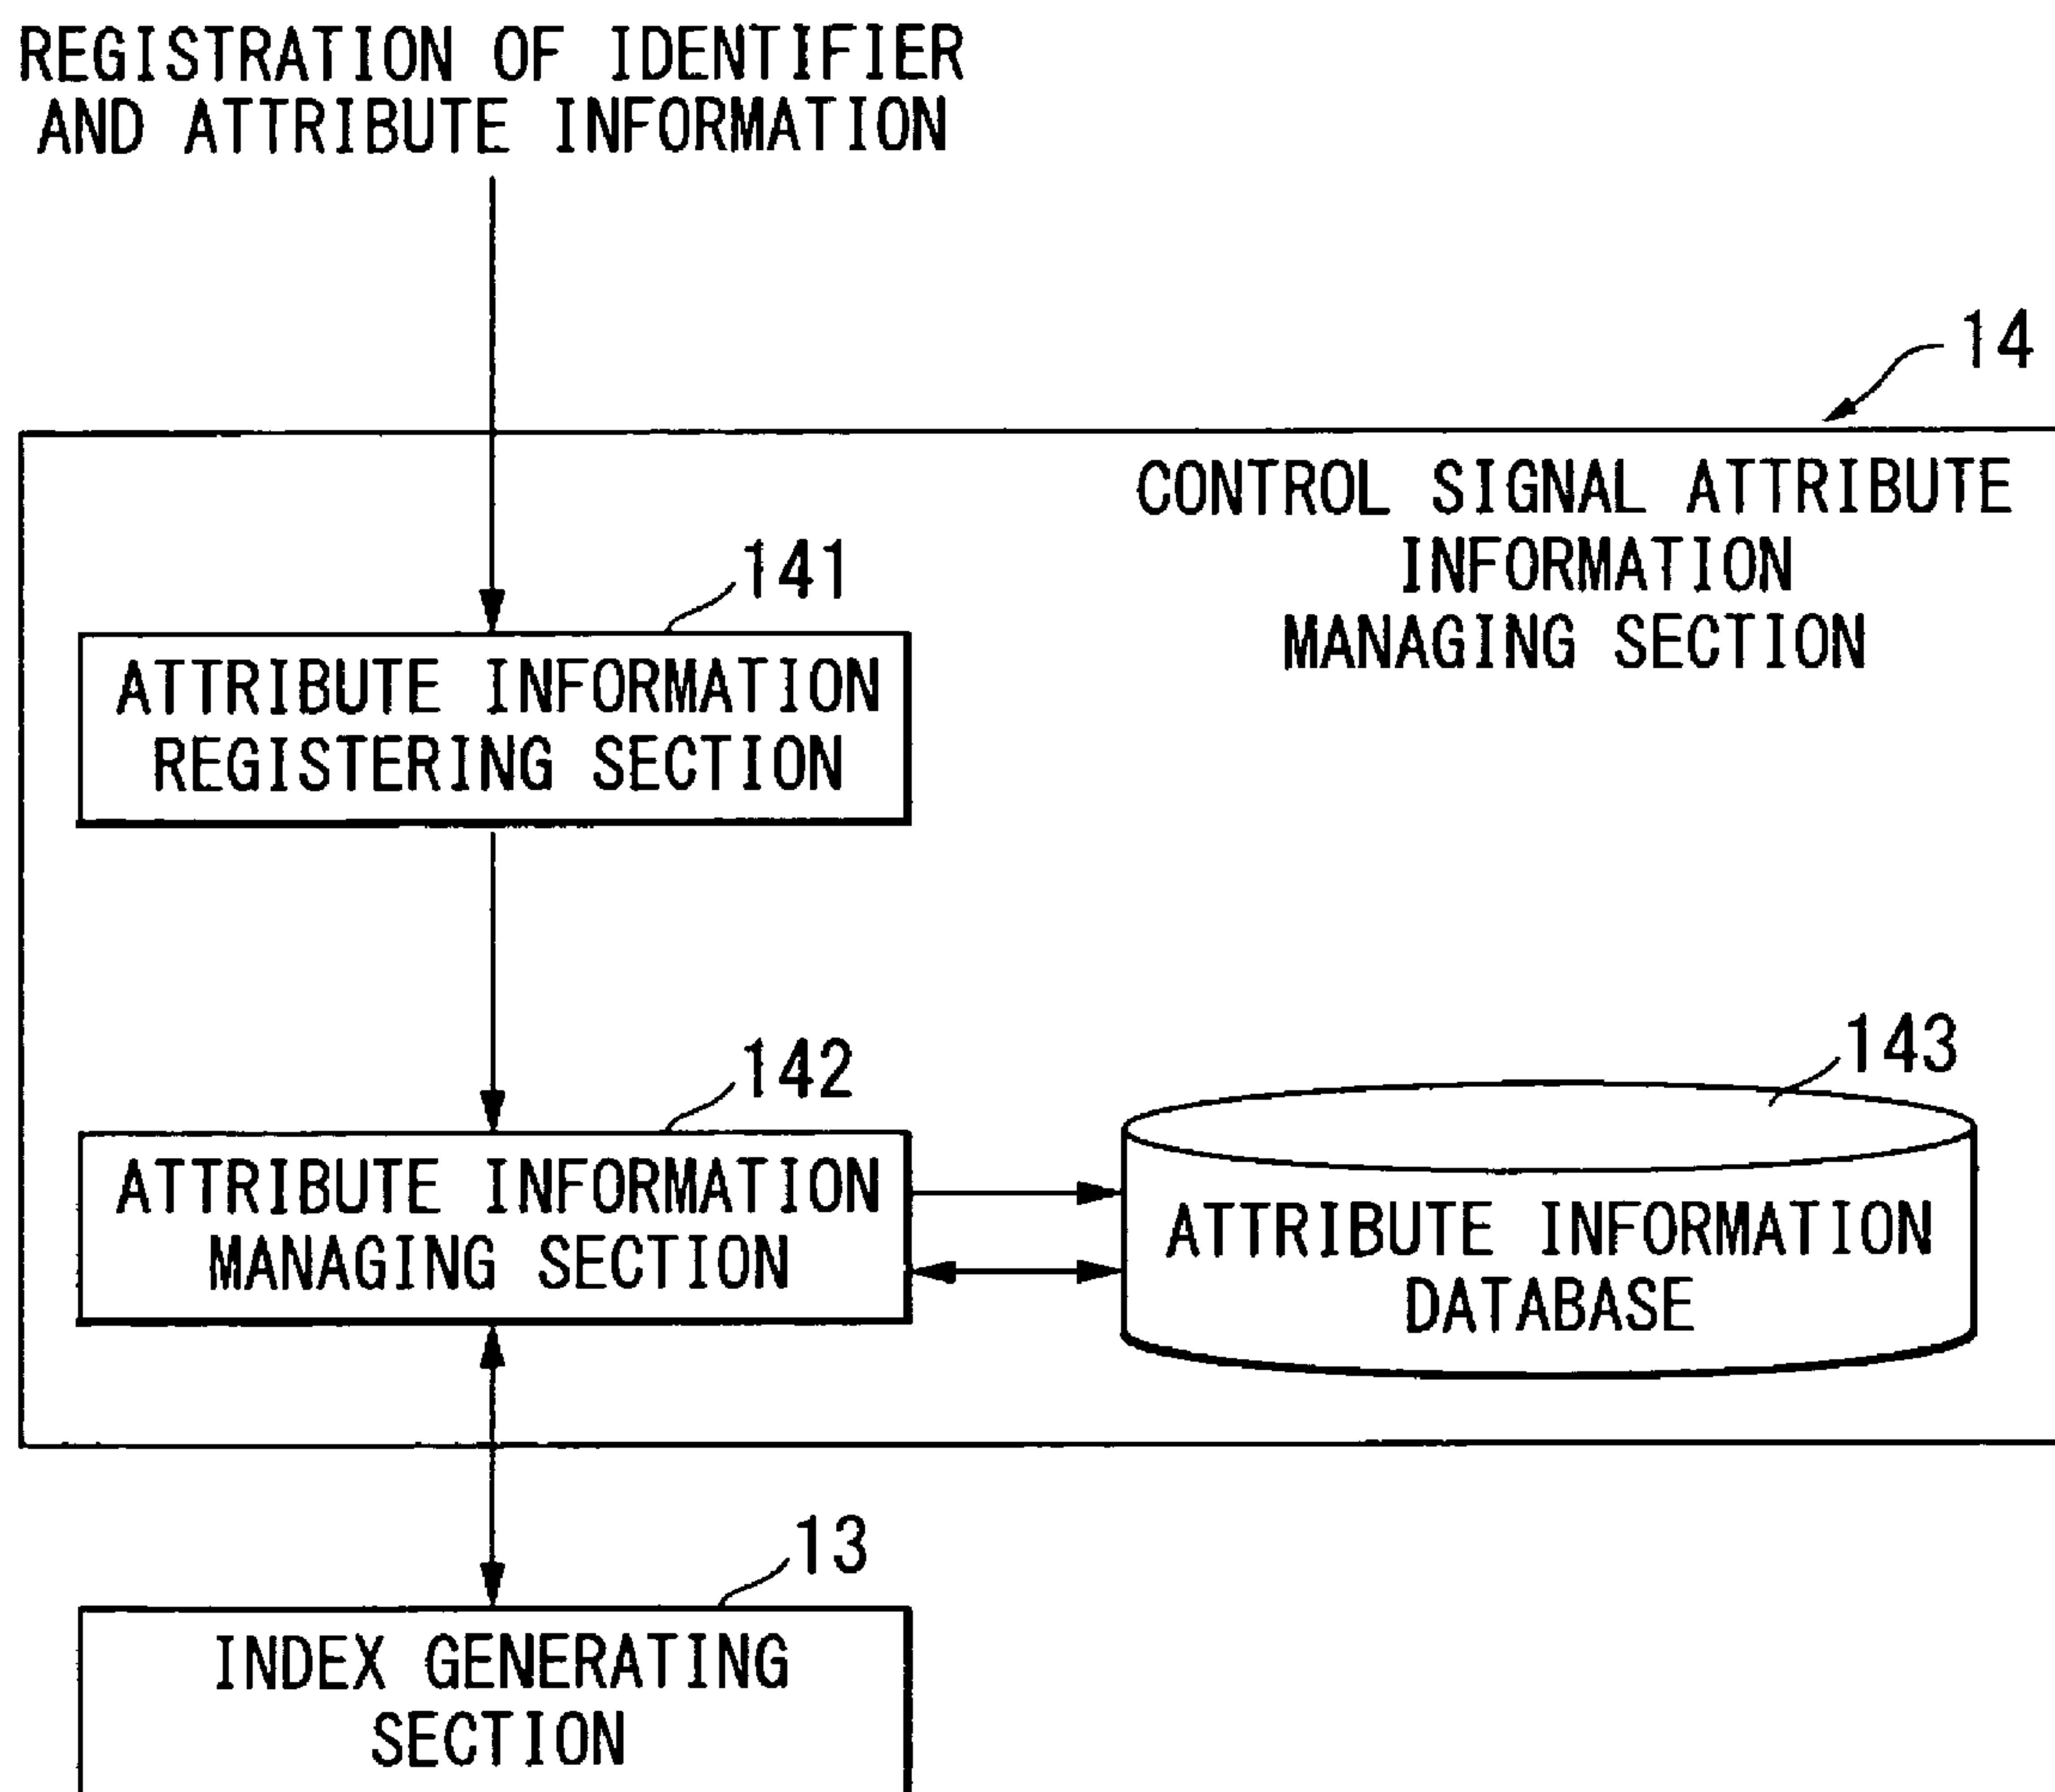 REGISTRATION OF IDENTIFIER
AND ATTRIBUTE INFORMATION
14
CONTROL SIGNAL ATTRIBUTE
INFORMATION
MANAGING SECTION
141
ATTRIBUTE INFORMATION
REGISTERING SECTION
142
ATTRIBUTE INFORMATION
MANAGING SECTION
143
ATTRIBUTE INFORMATION
DATABASE
13
INDEX GENERATING
SECTION